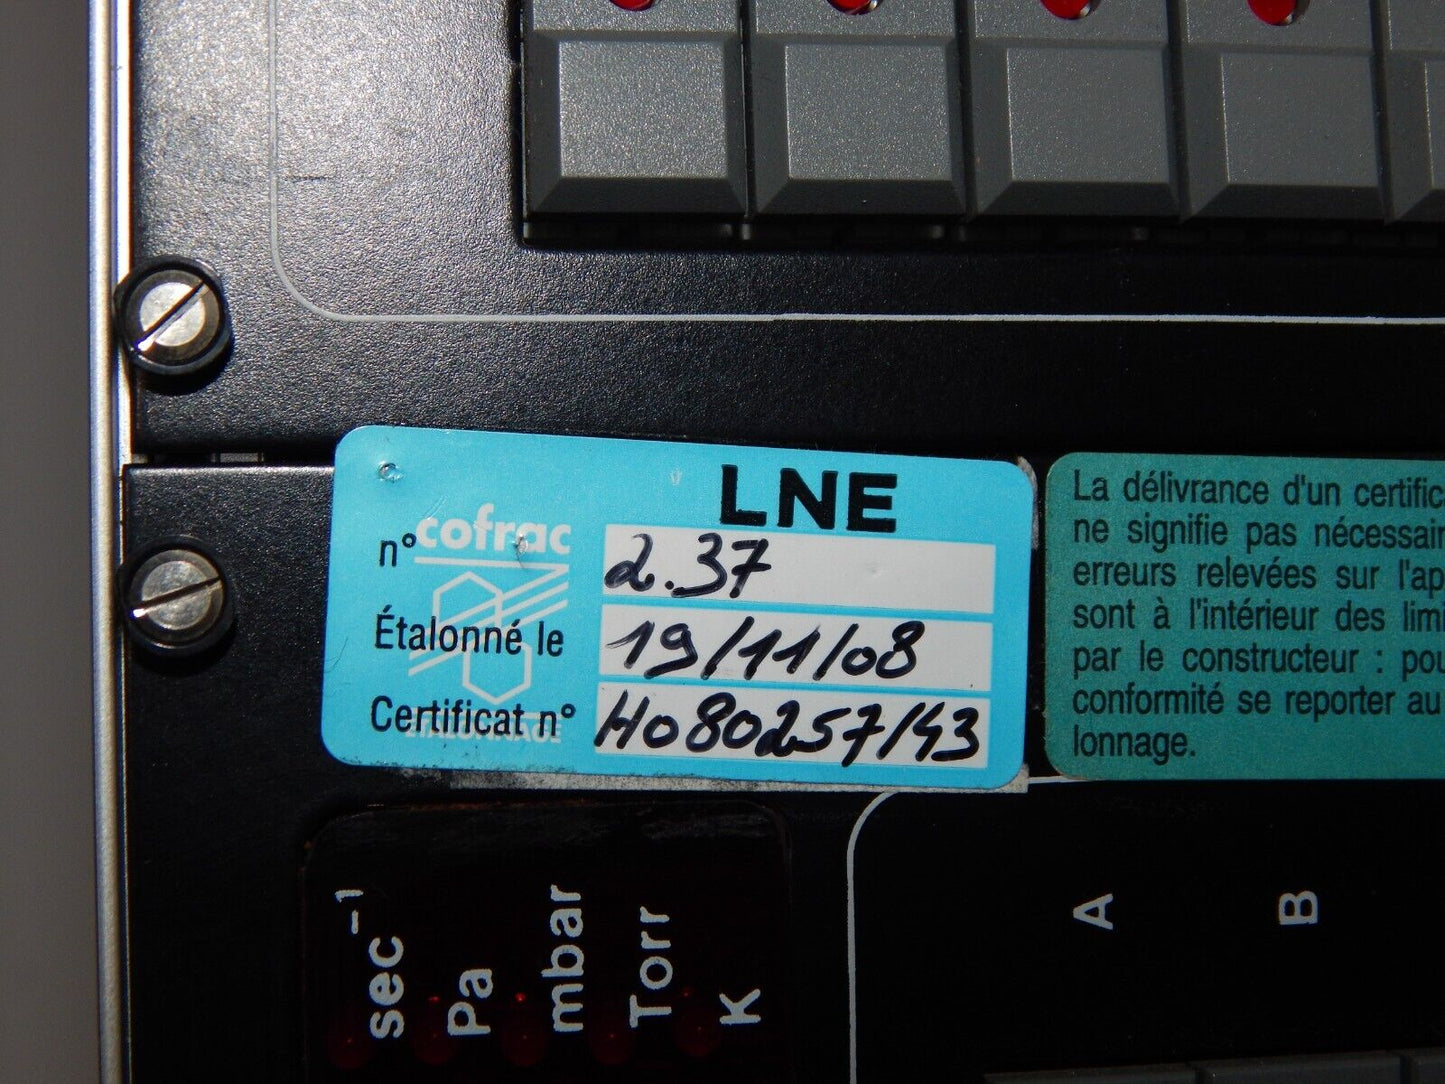 LNE
cofrac
n° 2.37
Étalonné le 19/11/08
Certificat n° H080257/43
ÉTALONNAGE
La délivrance d'un certific
ne signifie pas nécessair
erreurs relevées sur l'ap
sont à l'intérieur des lim
par le constructeur : pou
conformité se reporter au
lonnage.
sec⁻¹
Pa
mbar
Torr
K
A
B